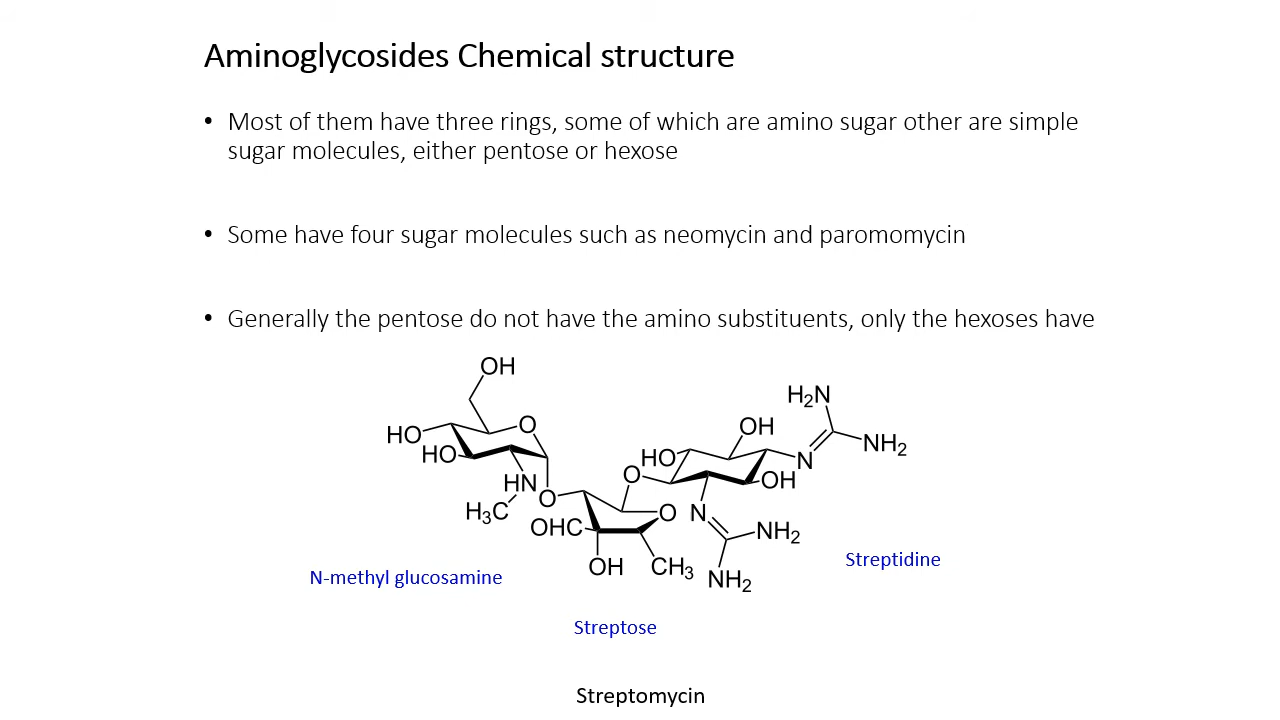 Aminoglycosides Chemical structure
• Most of them have three rings, some of which are amino sugar other are simple
sugar molecules, either pentose or hexose
• Some have four sugar molecules such as neomycin and paromomycin
• Generally the pentose do not have the amino substituents, only the hexoses have
OH
H₂N
HO
O
OH
NH₂
HO
HO
N
HN
O
OH
H₃C
O
O
N
OHC
NH₂
OH
CH₃
NH₂
Streptidine
N-methyl glucosamine
Streptose
Streptomycin